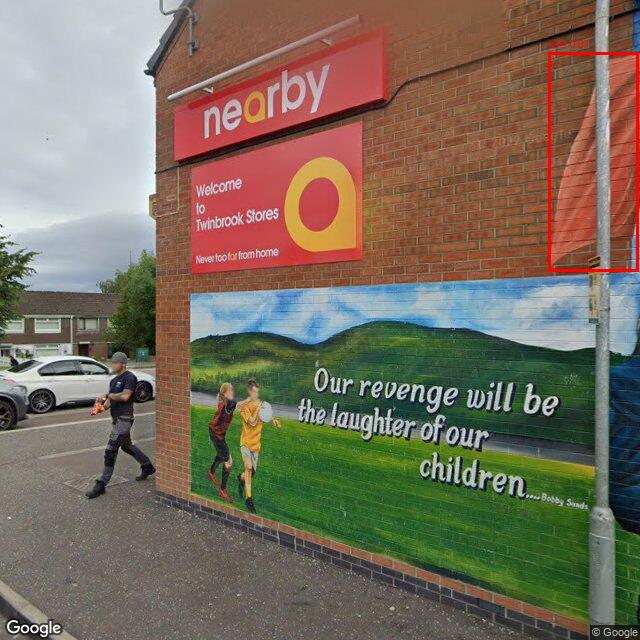 nearby
Welcome
to
Twinbrook Stores
Never too far from home
Our revenge will be
the laughter of our
children....
Bobby Sands
Google
© Google